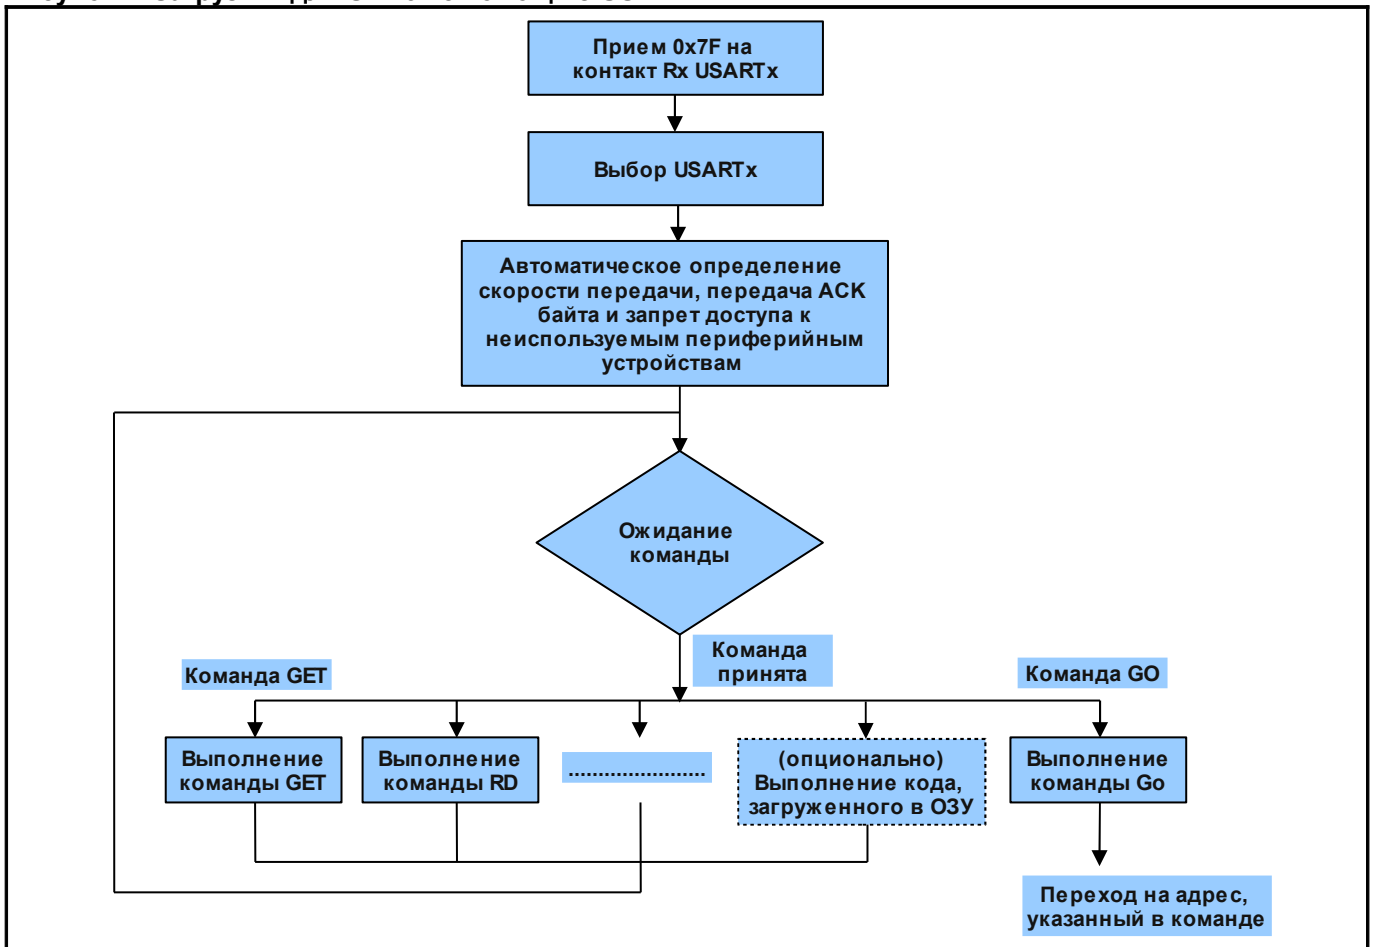 Прием 0x7F на
контакт Rx USARTx
Выбор USARTx
Автоматическое определение
скорости передачи, передача ACK
байта и запрет доступа к
неиспользуемым периферийным
устройствам
Ожидание
команды
Команда
принята
Команда GET
Команда GO
Выполнение
команды GET
Выполнение
команды RD
.......................
(опционально)
Выполнение кода,
загруженного в ОЗУ
Выполнение
команды Go
Переход на адрес,
указанный в команде